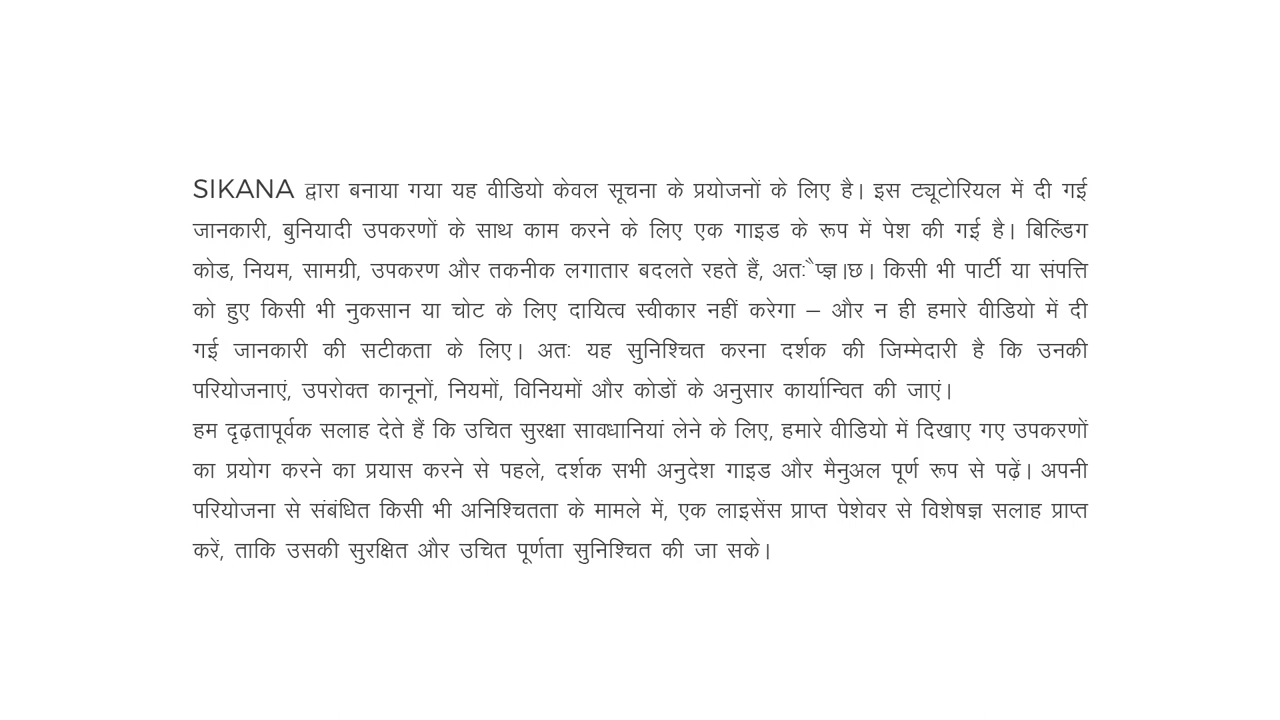 SIKANA द्वारा बनाया गया यह वीडियो केवल सूचना के प्रयोजनों के लिए है। इस ट्यूटोरियल में दी गई
जानकारी, बुनियादी उपकरणों के साथ काम करने के लिए एक गाइड के रूप में पेश की गई है। बिल्डिंग
कोड, नियम, सामग्री, उपकरण और तकनीक लगातार बदलते रहते हैं, अतःैप्ज्ञ।छ। किसी भी पार्टी या संपत्ति
को हुए किसी भी नुकसान या चोट के लिए दायित्व स्वीकार नहीं करेगा – और न ही हमारे वीडियो में दी
गई जानकारी की सटीकता के लिए। अतः यह सुनिश्चित करना दर्शक की जिम्मेदारी है कि उनकी
परियोजनाएं, उपरोक्त कानूनों, नियमों, विनियमों और कोडों के अनुसार कार्यान्वित की जाएं।
हम दृढ़तापूर्वक सलाह देते हैं कि उचित सुरक्षा सावधानियां लेने के लिए, हमारे वीडियो में दिखाए गए उपकरणों
का प्रयोग करने का प्रयास करने से पहले, दर्शक सभी अनुदेश गाइड और मैनुअल पूर्ण रूप से पढ़ें। अपनी
परियोजना से संबंधित किसी भी अनिश्चितता के मामले में, एक लाइसेंस प्राप्त पेशेवर से विशेषज्ञ सलाह प्राप्त
करें, ताकि उसकी सुरक्षित और उचित पूर्णता सुनिश्चित की जा सके।